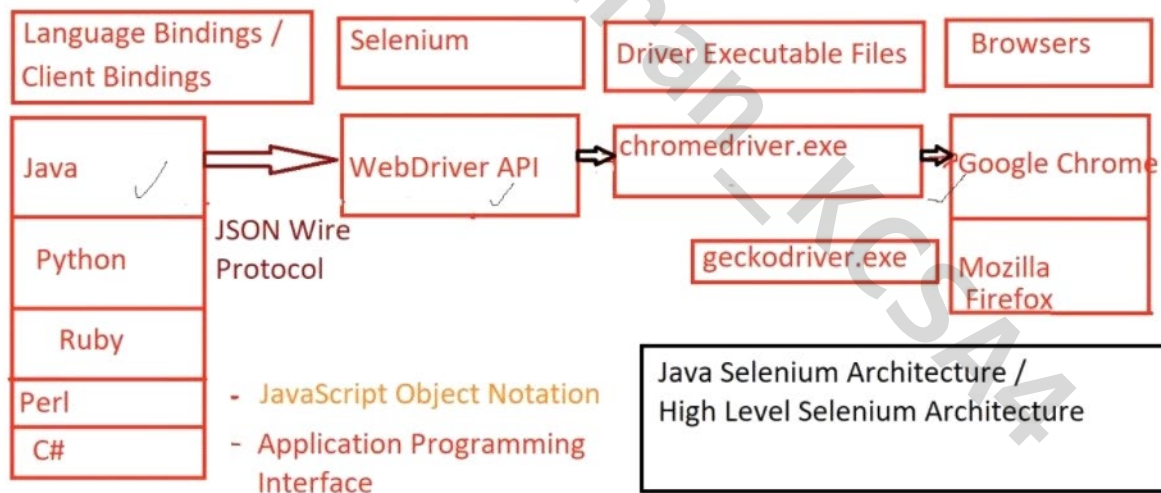 Language Bindings /
Client Bindings
Selenium
Driver Executable Files
Browsers
Java
WebDriver API
chromedriver.exe
Google Chrome
JSON Wire
Protocol
Python
geckodriver.exe
Mozilla
Firefox
Ruby
Perl
C#
- JavaScript Object Notation
- Application Programming
Interface
Java Selenium Architecture /
High Level Selenium Architecture
ran_KCSA4